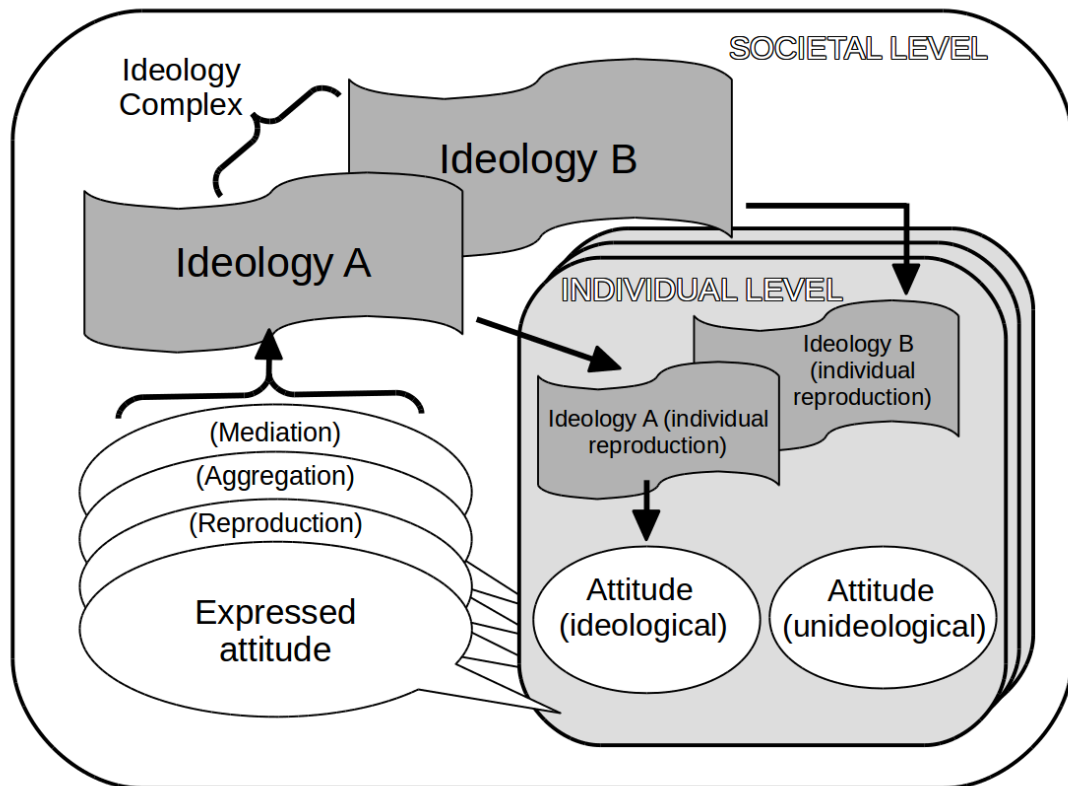 SOCIETAL LEVEL
Ideology
Complex
Ideology B
Ideology A
INDIVIDUAL LEVEL
Ideology B
(individual
reproduction)
Ideology A (individual
reproduction)
(Mediation)
(Aggregation)
(Reproduction)
Expressed
attitude
Attitude
(ideological)
Attitude
(unideological)